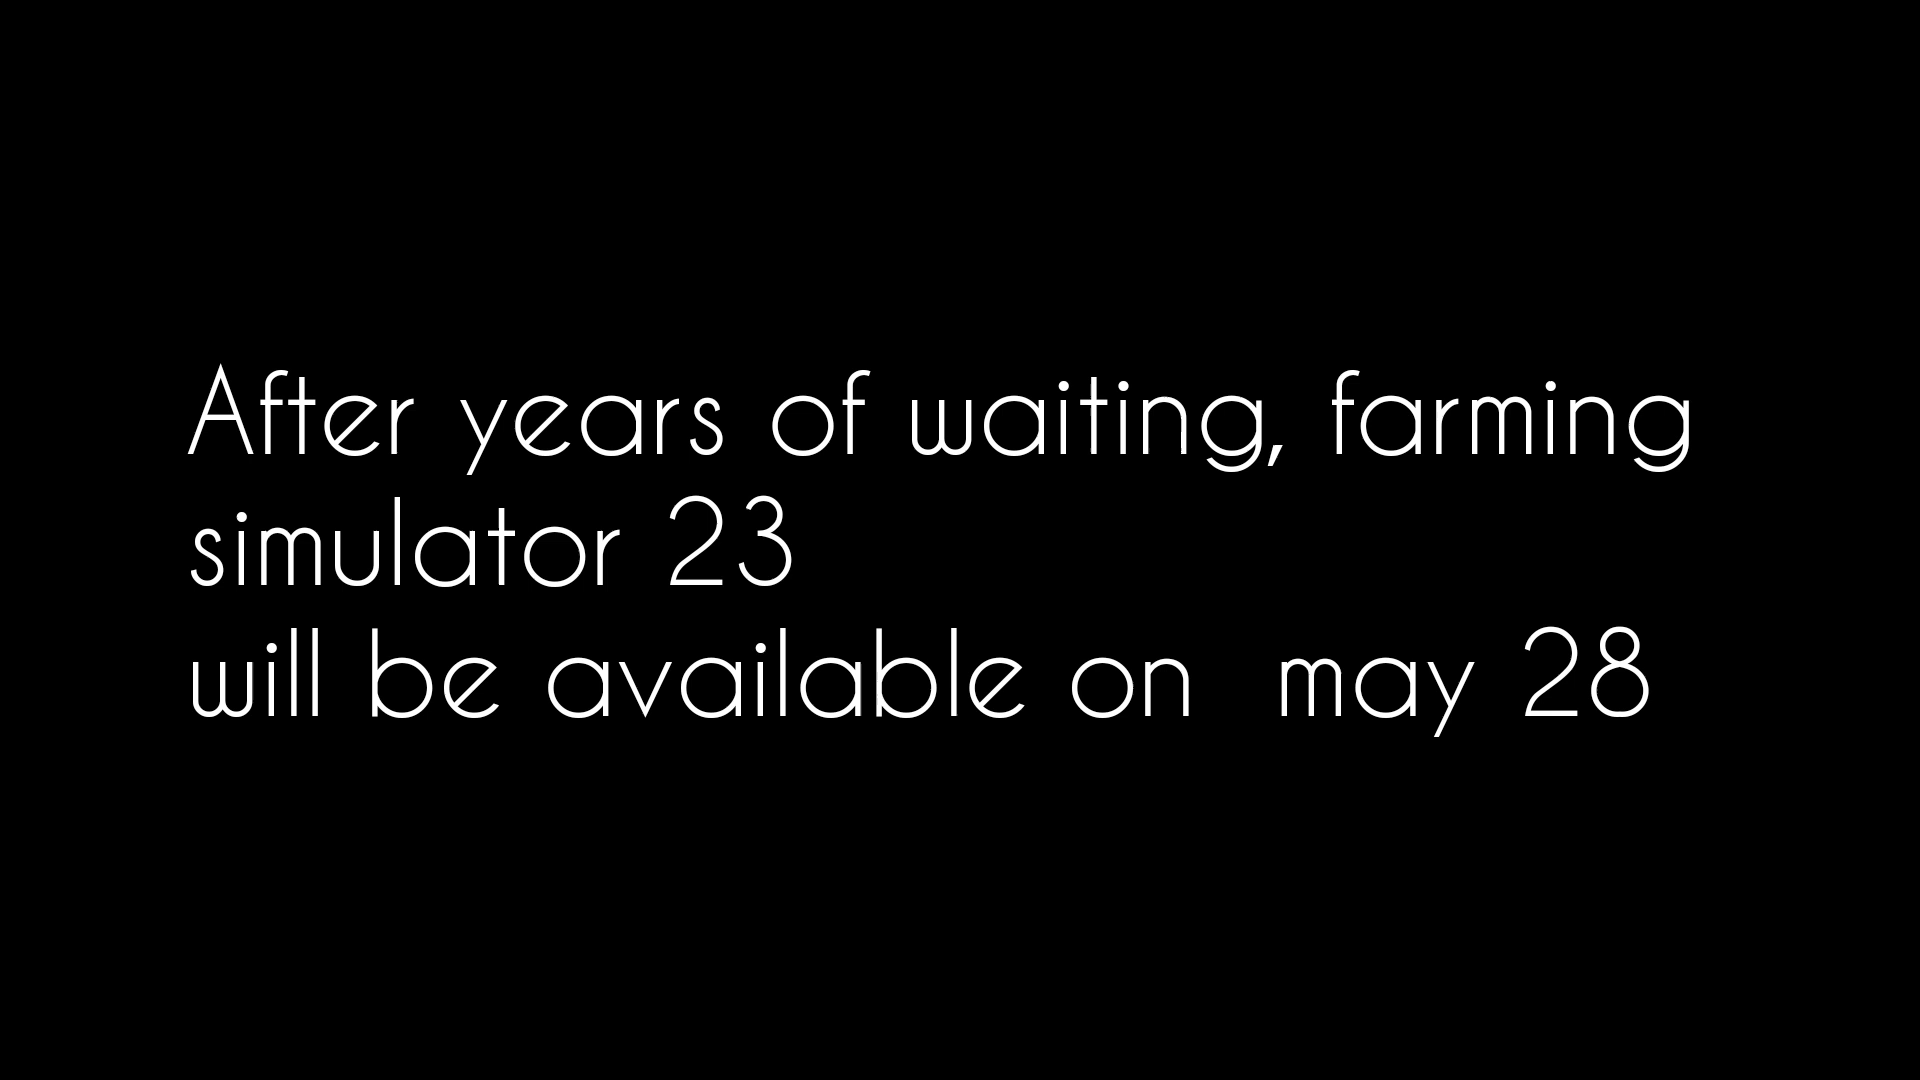 After years of waiting, farming
simulator 23
will be available on  may 28